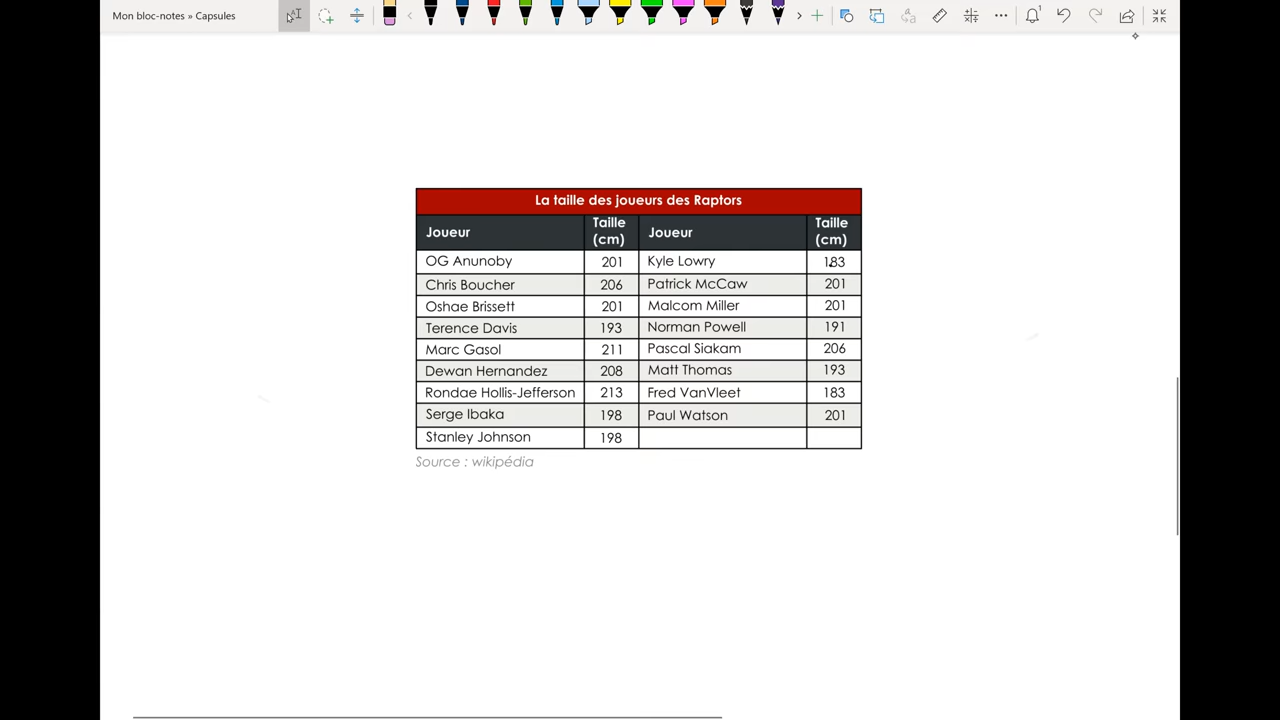 Mon bloc-notes » Capsules
La taille des joueurs des Raptors
Joueur Taille (cm) Joueur Taille (cm)
OG Anunoby 201 Kyle Lowry 183
Chris Boucher 206 Patrick McCaw 201
Oshae Brissett 201 Malcom Miller 201
Terence Davis 193 Norman Powell 191
Marc Gasol 211 Pascal Siakam 206
Dewan Hernandez 208 Matt Thomas 193
Rondae Hollis-Jefferson 213 Fred VanVleet 183
Serge Ibaka 198 Paul Watson 201
Stanley Johnson 198
Source : wikipédia